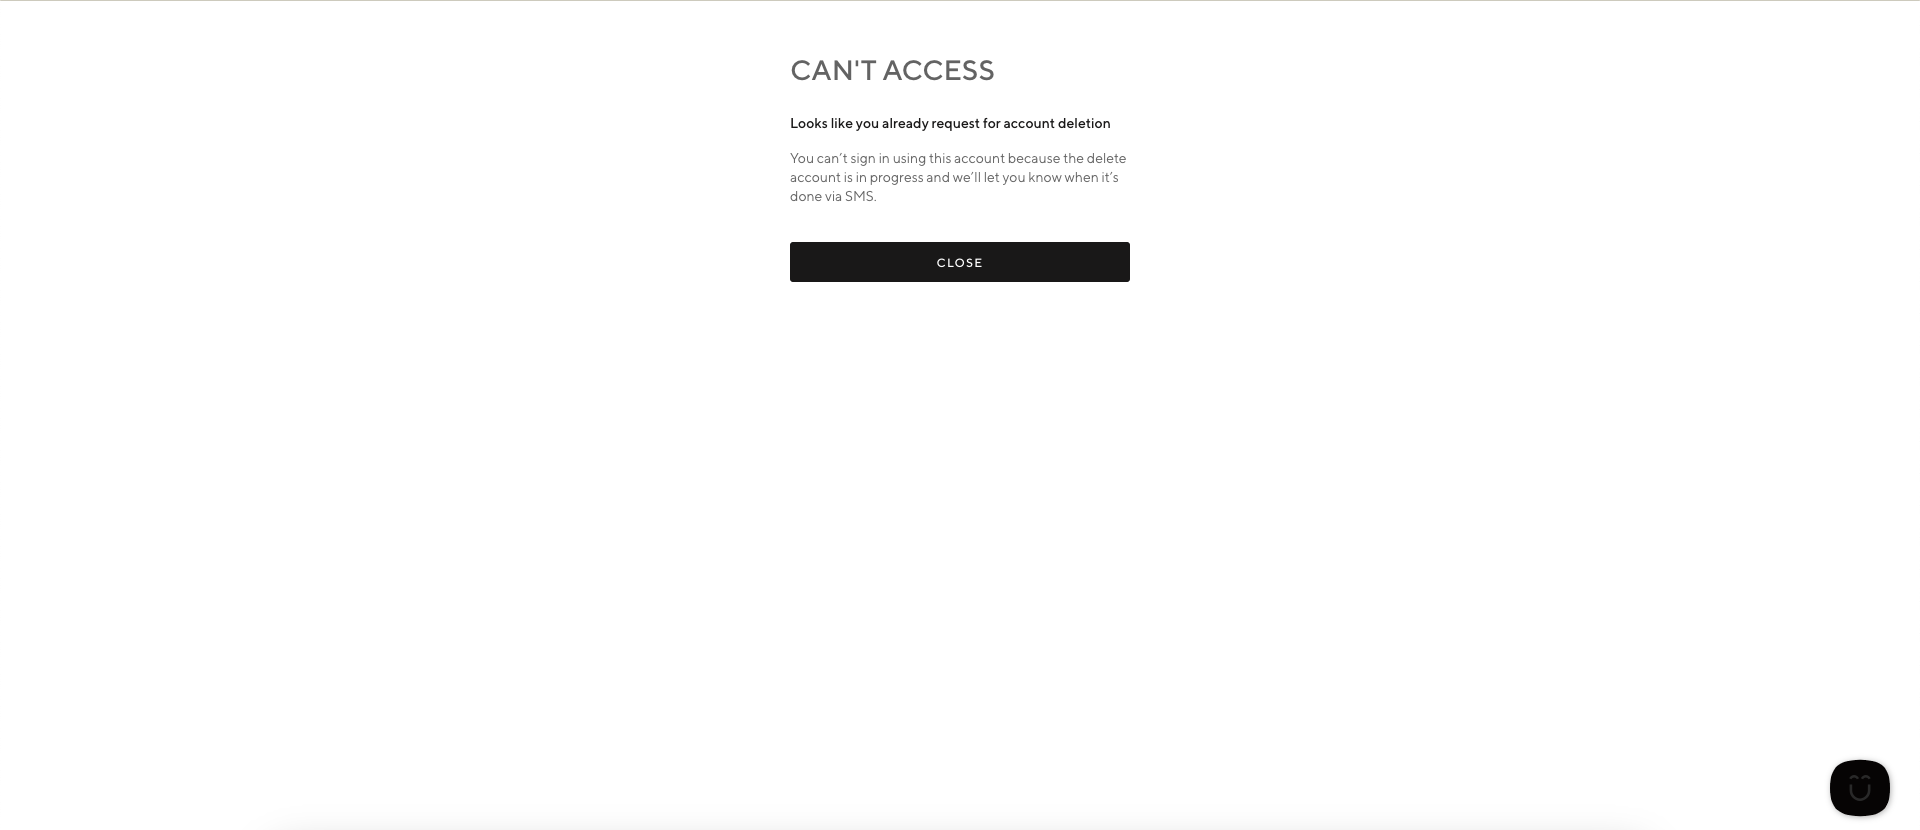 CAN'T ACCESS
Looks like you already request for account deletion
You can’t sign in using this account because the delete
account is in progress and we’ll let you know when it’s
done via SMS.
CLOSE